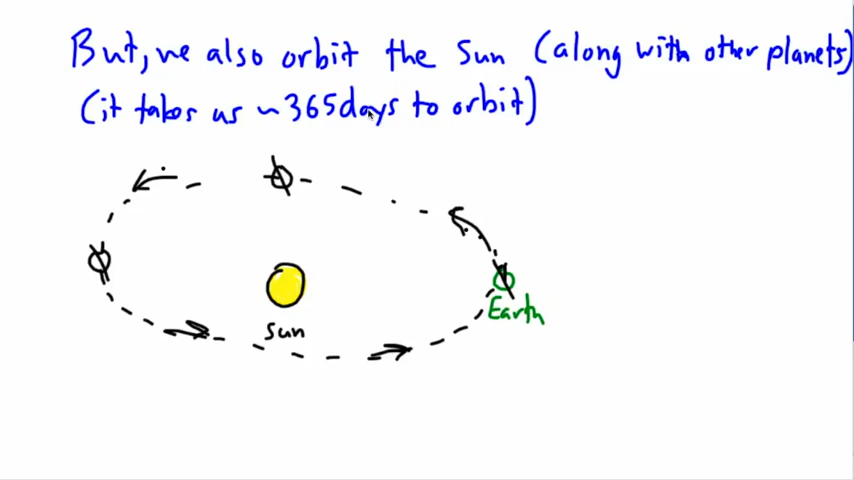 But, we also orbit the Sun (along with other planets)
(it takes us ~365days to orbit)
Sun
Earth